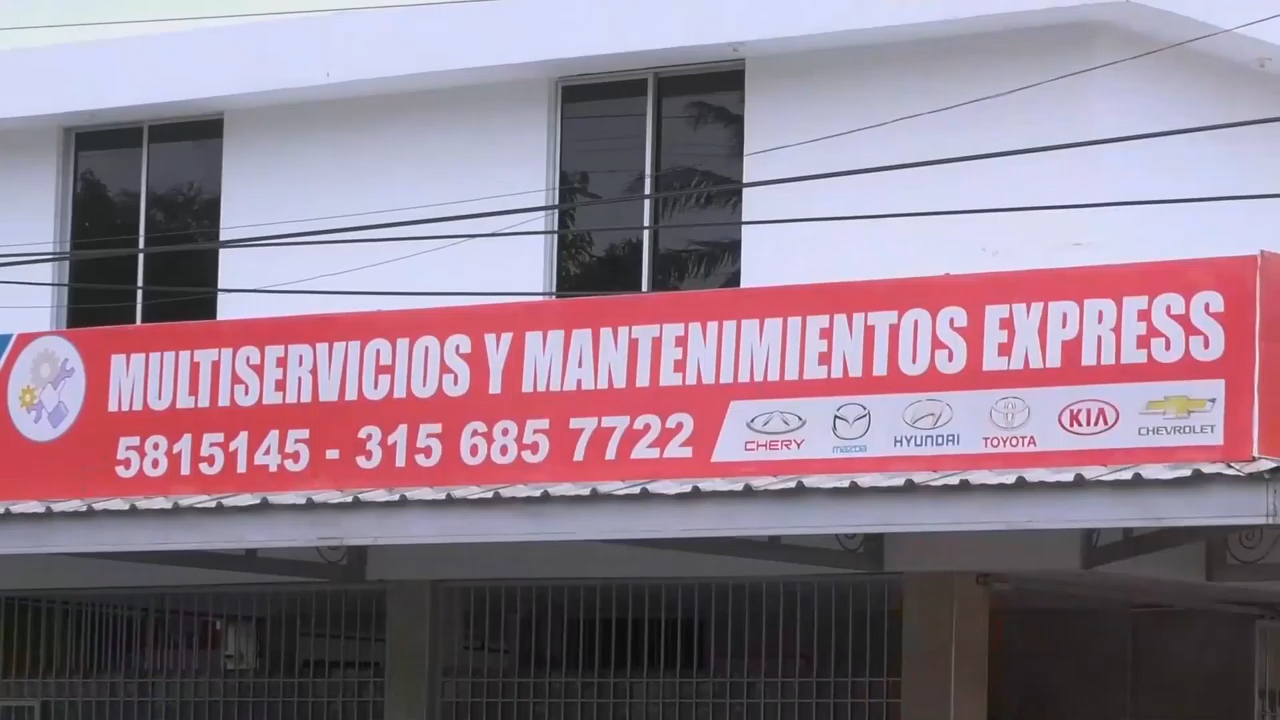 MULTISERVICIOS Y MANTENIMIENTOS EXPRESS
5815145 - 315 685 7722
CHERY mazda HYUNDAI TOYOTA KIA CHEVROLET